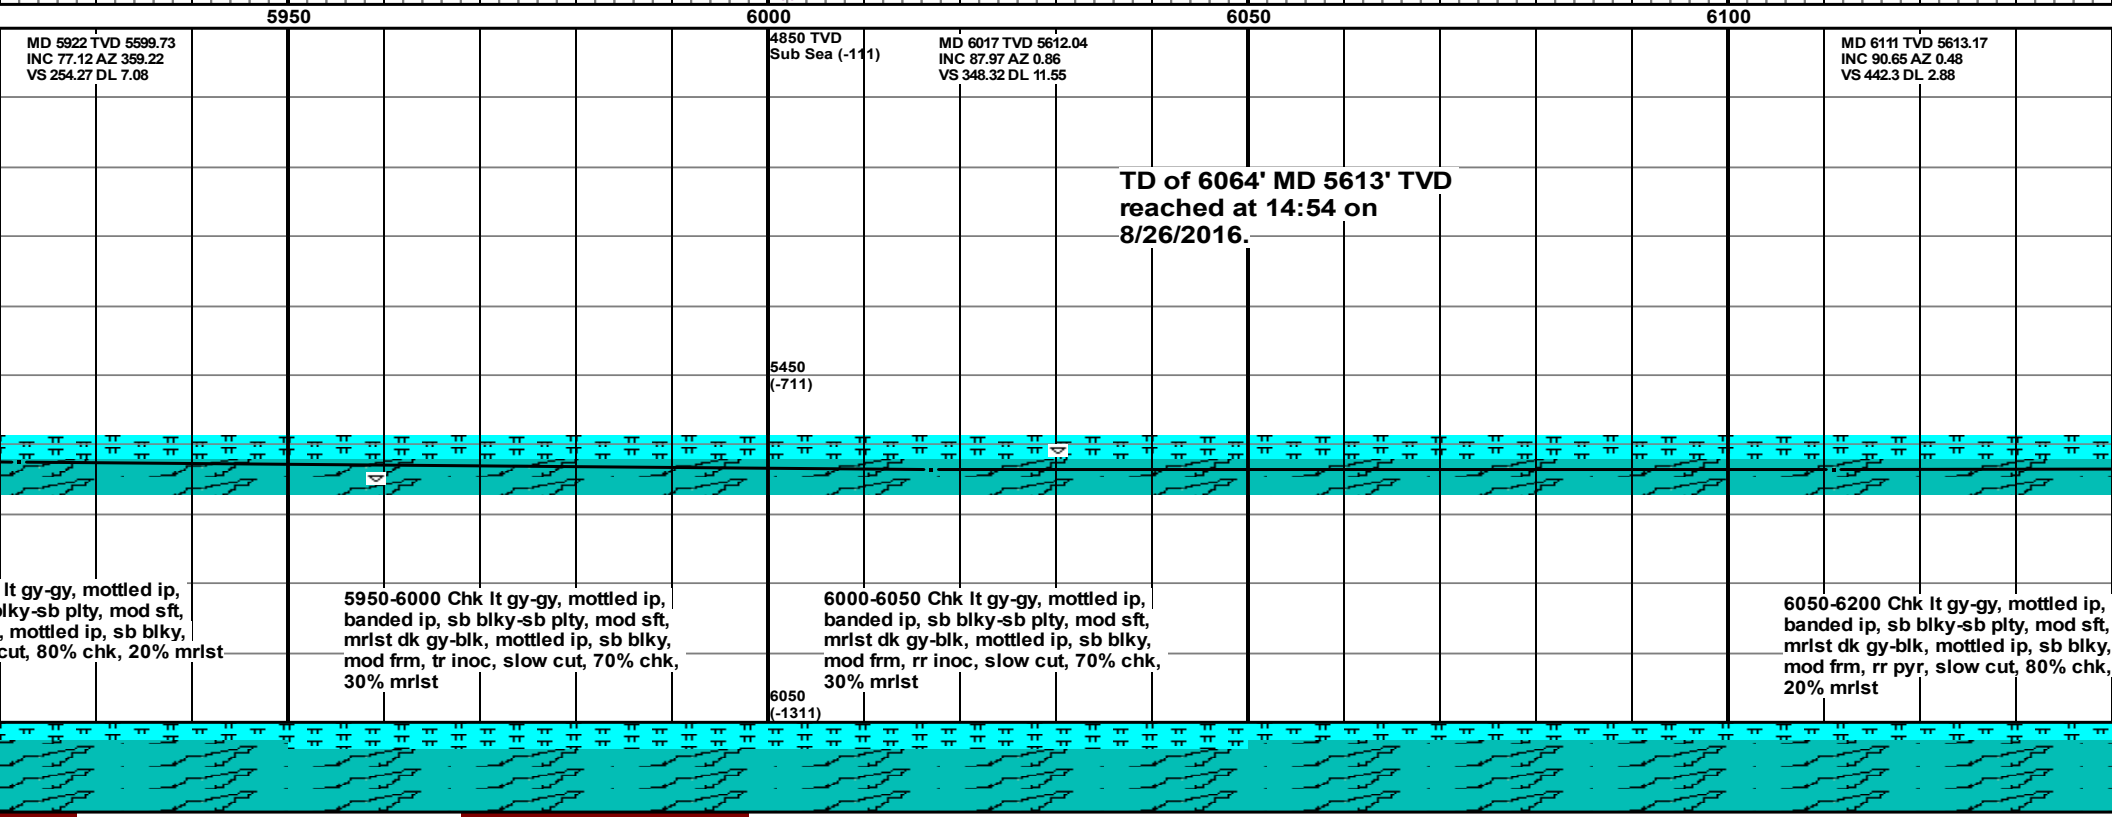 5950 6000 6050 6100
MD 5922 TVD 5599.73
INC 77.12 AZ 359.22
VS 254.27 DL 7.08
4850 TVD
Sub Sea (-111)
MD 6017 TVD 5612.04
INC 87.97 AZ 0.86
VS 348.32 DL 11.55
MD 6111 TVD 5613.17
INC 90.65 AZ 0.48
VS 442.3 DL 2.88
TD of 6064' MD 5613' TVD
reached at 14:54 on
8/26/2016.
5450
(-711)
lt gy-gy, mottled ip,
blky-sb plty, mod sft,
, mottled ip, sb blky,
cut, 80% chk, 20% mrlst
5950-6000 Chk lt gy-gy, mottled ip,
banded ip, sb blky-sb plty, mod sft,
mrlst dk gy-blk, mottled ip, sb blky,
mod frm, tr inoc, slow cut, 70% chk,
30% mrlst
6000-6050 Chk lt gy-gy, mottled ip,
banded ip, sb blky-sb plty, mod sft,
mrlst dk gy-blk, mottled ip, sb blky,
mod frm, rr inoc, slow cut, 70% chk,
30% mrlst
6050-6200 Chk lt gy-gy, mottled ip,
banded ip, sb blky-sb plty, mod sft,
mrlst dk gy-blk, mottled ip, sb blky,
mod frm, rr pyr, slow cut, 80% chk,
20% mrlst
6050
(-1311)